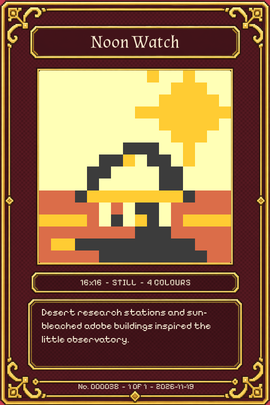 Noon Watch
16x16 - STILL - 4 COLOURS
Desert research stations and sun-
bleached adobe buildings inspired the
little observatory.
No. 000038 - 1 OF 1 - 2026-11-19